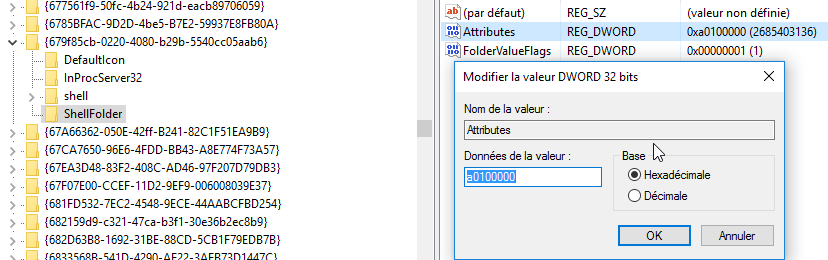 {677561f9-50fc-4b24-921d-eacb89706059}
{6785BFAC-9D2D-4be5-B7E2-59937E8FB80A}
{679f85cb-0220-4080-b29b-5540cc05aab6}
DefaultIcon
InProcServer32
shell
ShellFolder
{67A66362-050E-42ff-B241-82C1F51EA9B9}
{67CA7650-96E6-4FDD-BB43-A8E774F73A57}
{67EA3D48-83F2-408C-AD46-97F207D79DB3}
{67F07E00-CCEF-11D2-9EF9-006008039E37}
{681FD532-7EC2-4548-9ECE-44AABCFBD254}
{682159d9-c321-47ca-b3f1-30e36b2ec8b9}
{682D63B8-1692-31BE-88CD-5CB1F79EDB7B}
{6833568B-541D-4290-AF22-3AFB73D1447C}
(par défaut) REG_SZ (valeur non définie)
Attributes REG_DWORD 0xa0100000 (2685403136)
FolderValueFlags REG_DWORD 0x00000001 (1)
Modifier la valeur DWORD 32 bits
Nom de la valeur :
Attributes
Données de la valeur :
a0100000
Base
Hexadécimale
Décimale
OK
Annuler